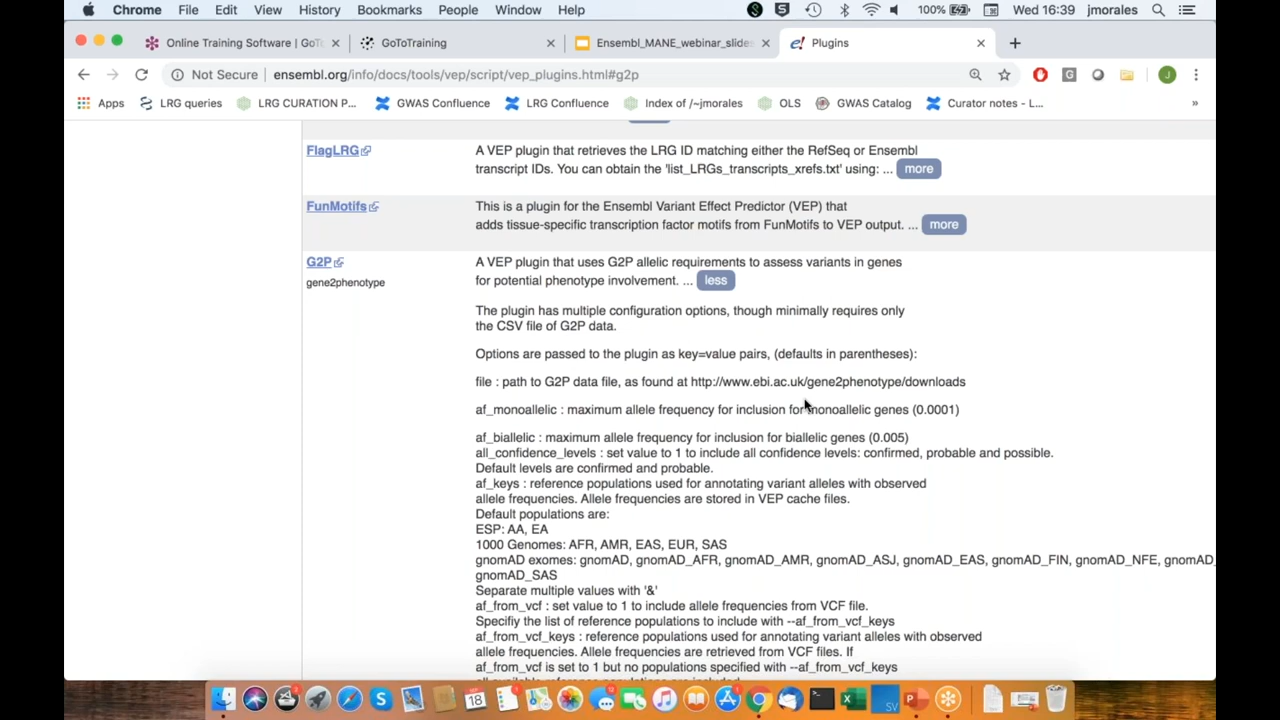 Chrome File Edit View History Bookmarks People Window Help 100% Wed 16:39 jmorales
Online Training Software | GoTo GoToTraining Ensembl_MANE_webinar_slides Plugins
Not Secure ensembl.org/info/docs/tools/vep/script/vep_plugins.html#g2p
Apps LRG queries LRG CURATION P... GWAS Confluence LRG Confluence Index of /~jmorales OLS GWAS Catalog Curator notes - L... »
FlagLRG A VEP plugin that retrieves the LRG ID matching either the RefSeq or Ensembl
transcript IDs. You can obtain the 'list_LRGs_transcripts_xrefs.txt' using: ... more
FunMotifs This is a plugin for the Ensembl Variant Effect Predictor (VEP) that
adds tissue-specific transcription factor motifs from FunMotifs to VEP output. ... more
G2P A VEP plugin that uses G2P allelic requirements to assess variants in genes
gene2phenotype for potential phenotype involvement. ... less
The plugin has multiple configuration options, though minimally requires only
the CSV file of G2P data.
Options are passed to the plugin as key=value pairs, (defaults in parentheses):
file : path to G2P data file, as found at http://www.ebi.ac.uk/gene2phenotype/downloads
af_monoallelic : maximum allele frequency for inclusion for monoallelic genes (0.0001)
af_biallelic : maximum allele frequency for inclusion for biallelic genes (0.005)
all_confidence_levels : set value to 1 to include all confidence levels: confirmed, probable and possible.
Default levels are confirmed and probable.
af_keys : reference populations used for annotating variant alleles with observed
allele frequencies. Allele frequencies are stored in VEP cache files.
Default populations are:
ESP: AA, EA
1000 Genomes: AFR, AMR, EAS, EUR, SAS
gnomAD exomes: gnomAD, gnomAD_AFR, gnomAD_AMR, gnomAD_ASJ, gnomAD_EAS, gnomAD_FIN, gnomAD_NFE, gnomAD_
gnomAD_SAS
Separate multiple values with '&'
af_from_vcf : set value to 1 to include allele frequencies from VCF file.
Specifiy the list of reference populations to include with --af_from_vcf_keys
af_from_vcf_keys : reference populations used for annotating variant alleles with observed
allele frequencies. Allele frequencies are retrieved from VCF files. If
af_from_vcf is set to 1 but no populations specified with --af_from_vcf_keys
18 SV